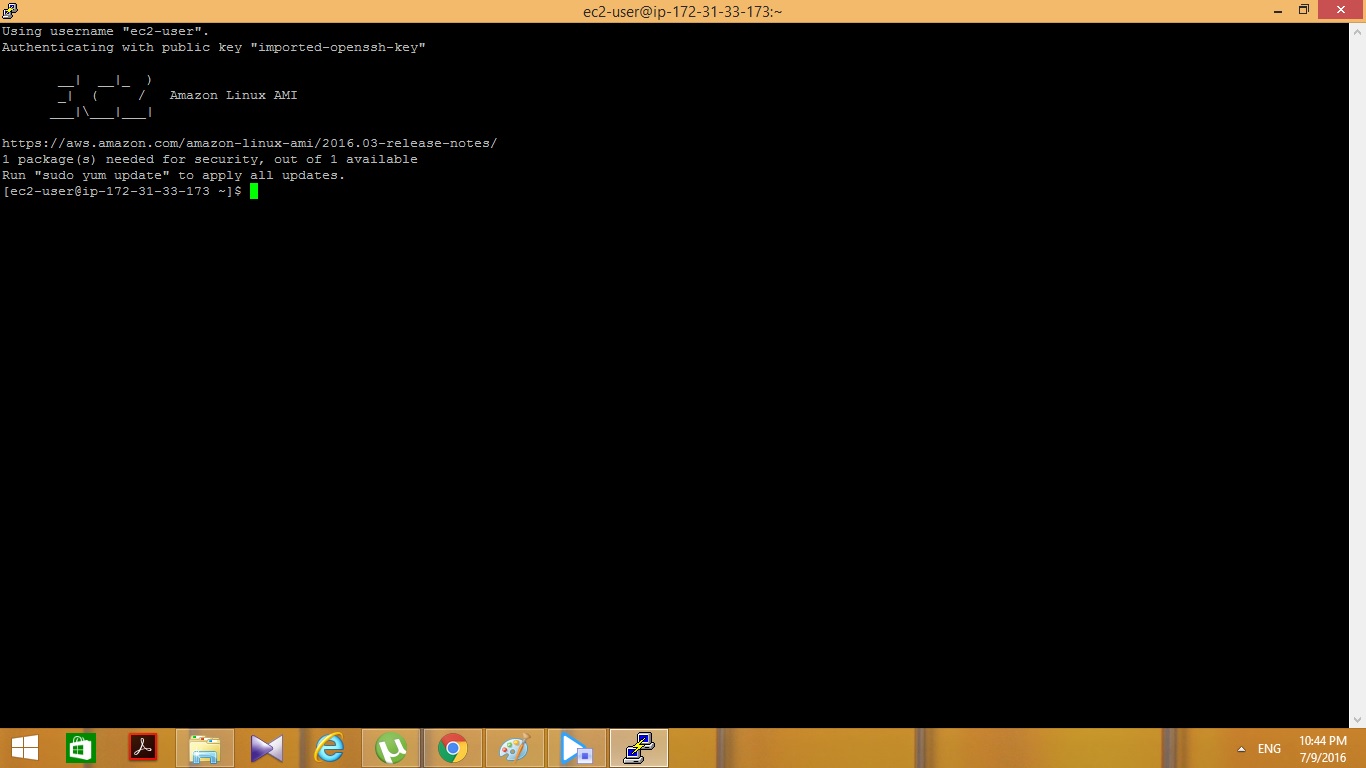 ec2-user@ip-172-31-33-173:~
Using username "ec2-user".
Authenticating with public key "imported-openssh-key"
       __|  __|_  )
       _|  (     /   Amazon Linux AMI
      ___|\___|___|
https://aws.amazon.com/amazon-linux-ami/2016.03-release-notes/
1 package(s) needed for security, out of 1 available
Run "sudo yum update" to apply all updates.
[ec2-user@ip-172-31-33-173 ~]$
ENG
10:44 PM
7/9/2016